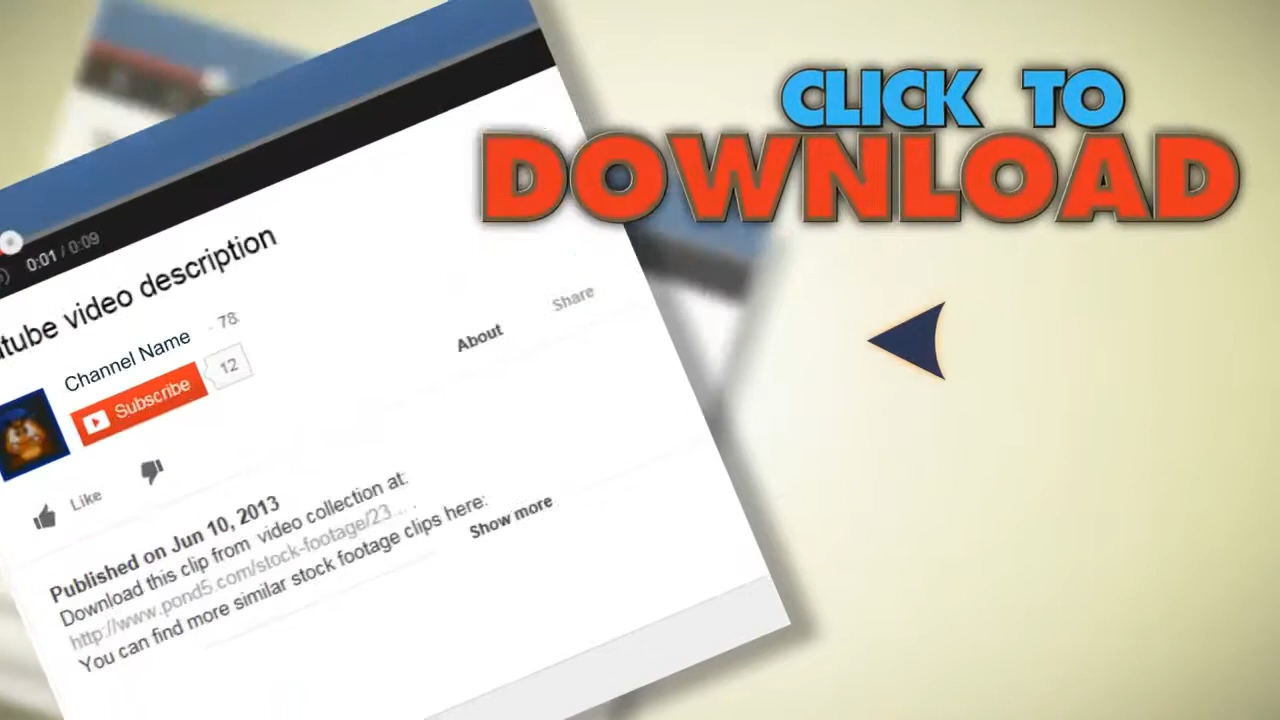 CLICK TO
DOWNLOAD
0:01 / 0:09
tube video description
Channel Name - 78
Subscribe 12
About
Share
Like
Published on Jun 10, 2013
Download this clip from video collection at:
http://www.pond5.com/stock-footage/23...
You can find more similar stock footage clips here:
Show more